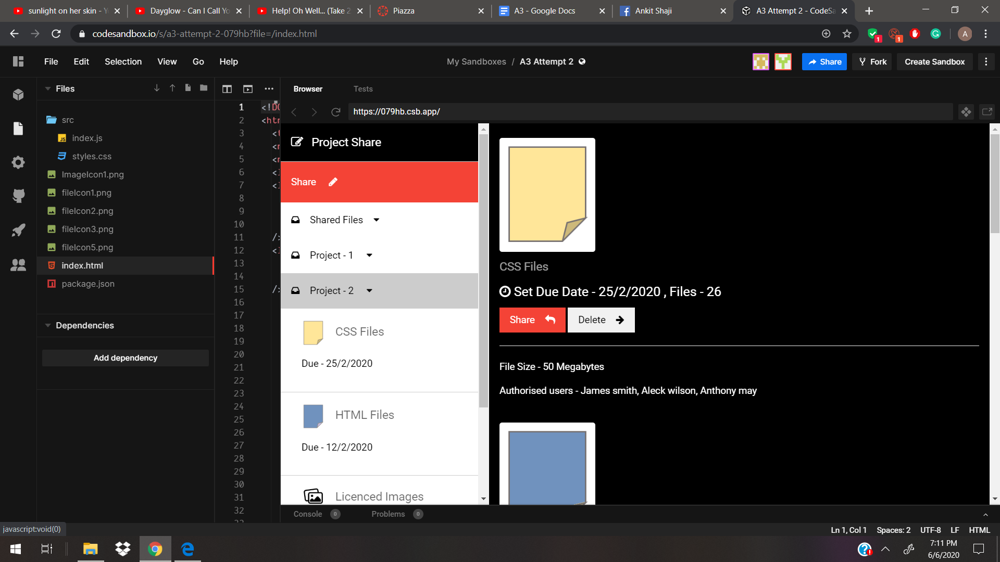 sunlight on her skin - Y
Dayglow - Can I Call Yo
Help! Oh Well... (Take 2
Piazza
A3 - Google Docs
Ankit Shaji
A3 Attempt 2 - CodeSa
codesandbox.io/s/a3-attempt-2-079hb?file=/index.html
1
1
A
File Edit Selection View Go Help
My Sandboxes / A3 Attempt 2
Share
Fork
Create Sandbox
Files
src
index.js
styles.css
ImageIcon1.png
fileIcon1.png
fileIcon2.png
fileIcon3.png
fileIcon5.png
index.html
package.json
Dependencies
Add dependency
1 <!DO
2 <htm
3 <t
4 <m
5 <m
6 <l
7 <l
8
9
10
11 />
12 <l
13
14
15 />
16
17
18
19
20
21
22
23
24
25
26
27
28
29
30
31
32
33
Browser Tests
https://079hb.csb.app/
Project Share
Share
Shared Files
Project - 1
Project - 2
CSS Files
Due - 25/2/2020
HTML Files
Due - 12/2/2020
Licenced Images
CSS Files
Set Due Date - 25/2/2020 , Files - 26
Share
Delete
File Size - 50 Megabytes
Authorised users - James smith, Aleck wilson, Anthony may
Console 0 Problems 0
javascript:void(0)
Ln 1, Col 1 Spaces: 2 UTF-8 LF HTML
7:11 PM
6/6/2020